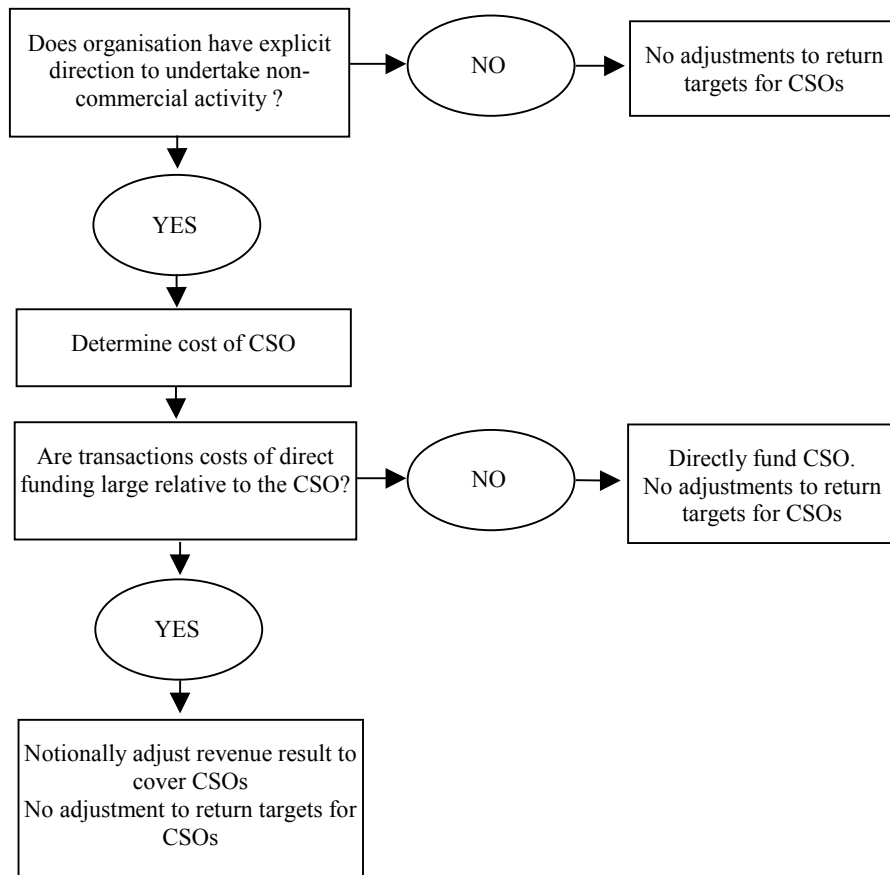 Does organisation have explicit
direction to undertake non-
commercial activity ?
NO
No adjustments to return
targets for CSOs
YES
Determine cost of CSO
Are transactions costs of direct
funding large relative to the CSO?
NO
Directly fund CSO.
No adjustments to return
targets for CSOs
YES
Notionally adjust revenue result to
cover CSOs
No adjustment to return targets for
CSOs